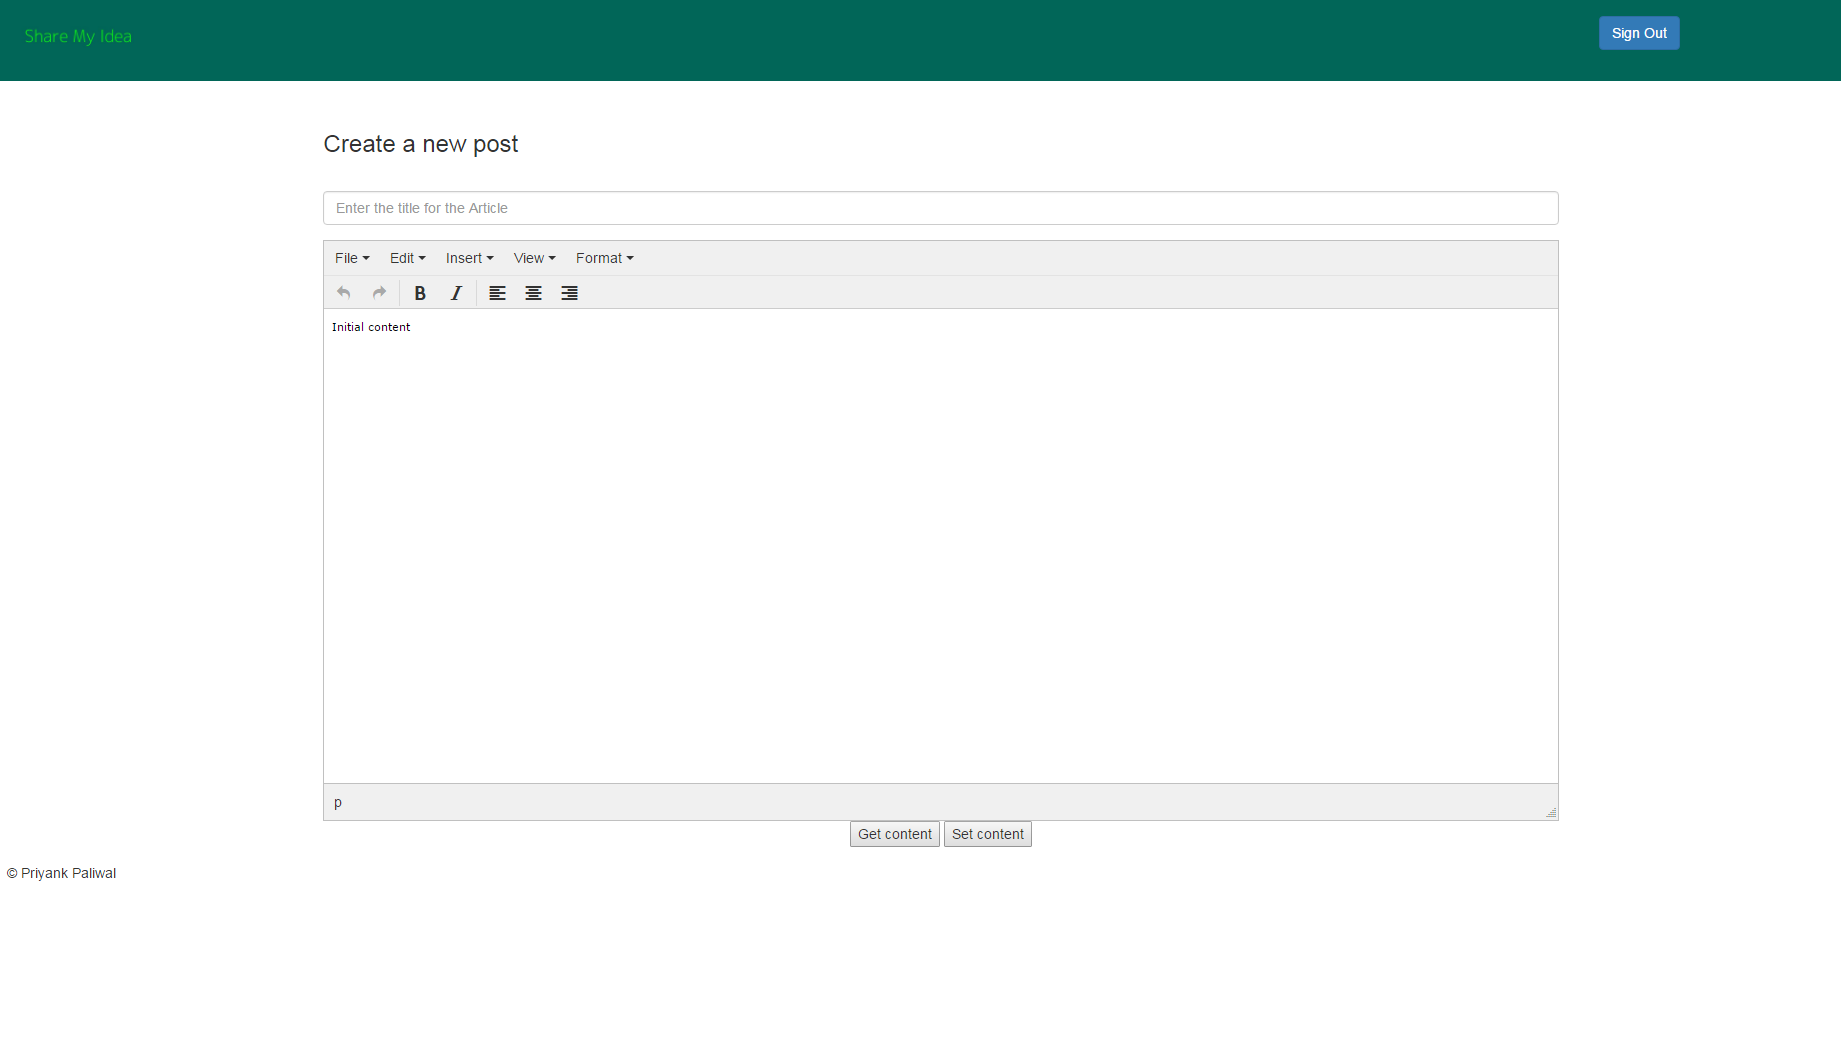 Share My Idea
Sign Out
Create a new post
Enter the title for the Article
File Edit Insert View Format
B I
Initial content
p
Get content Set content
© Priyank Paliwal